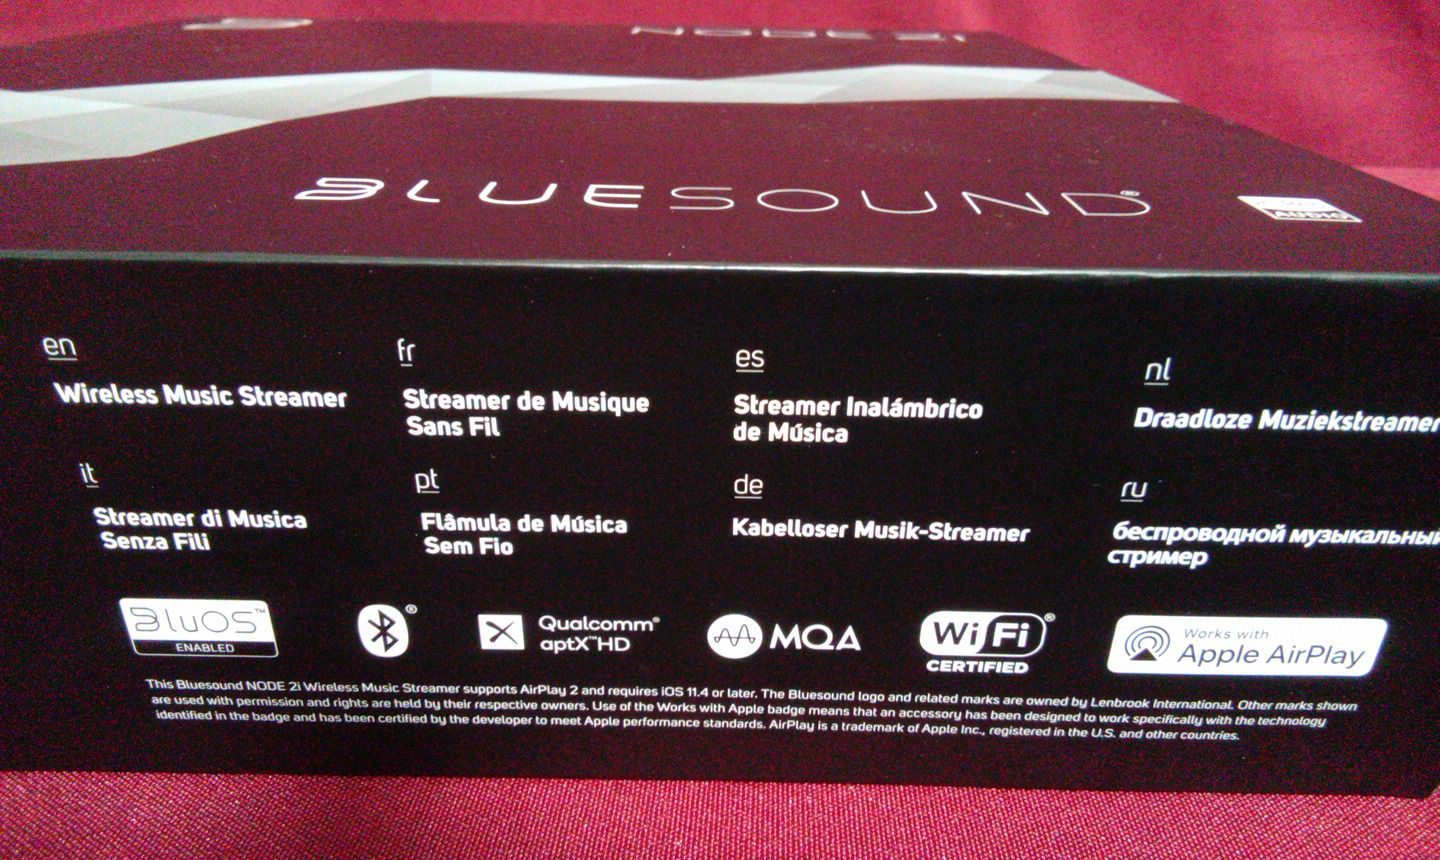 NODE 2i
BLUESOUND®
AUDIO
en
Wireless Music Streamer
fr
Streamer de Musique
Sans Fil
es
Streamer Inalámbrico
de Música
nl
Draadloze Muziekstreamer
it
Streamer di Musica
Senza Fili
pt
Flâmula de Música
Sem Fio
de
Kabelloser Musik-Streamer
ru
беспроводной музыкальный
стример
BLUOS™
ENABLED
®
Qualcomm®
aptX™HD
MQA
WiFi®
CERTIFIED
Works with
Apple AirPlay
This Bluesound NODE 2i Wireless Music Streamer supports AirPlay 2 and requires iOS 11.4 or later. The Bluesound logo and related marks are owned by Lenbrook International. Other marks shown
are used with permission and rights are held by their respective owners. Use of the Works with Apple badge means that an accessory has been designed to work specifically with the technology
identified in the badge and has been certified by the developer to meet Apple performance standards. AirPlay is a trademark of Apple Inc., registered in the U.S. and other countries.